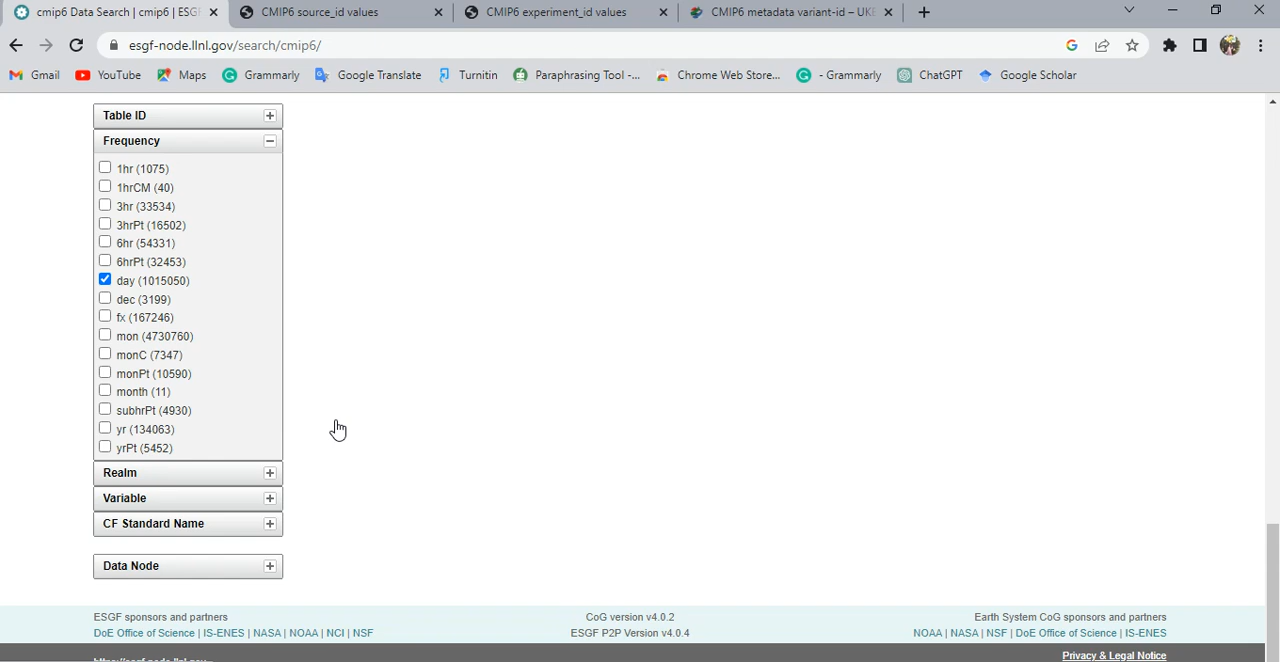 cmip6 Data Search | cmip6 | ESG
CMIP6 source_id values
CMIP6 experiment_id values
CMIP6 metadata variant-id – UKE
esgf-node.llnl.gov/search/cmip6/
Gmail
YouTube
Maps
Grammarly
Google Translate
Turnitin
Paraphrasing Tool -...
Chrome Web Store...
- Grammarly
ChatGPT
Google Scholar
Table ID
Frequency
1hr (1075)
1hrCM (40)
3hr (33534)
3hrPt (16502)
6hr (54331)
6hrPt (32453)
day (1015050)
dec (3199)
fx (167246)
mon (4730760)
monC (7347)
monPt (10590)
month (11)
subhrPt (4930)
yr (134063)
yrPt (5452)
Realm
Variable
CF Standard Name
Data Node
ESGF sponsors and partners
DoE Office of Science | IS-ENES | NASA | NOAA | NCI | NSF
CoG version v4.0.2
ESGF P2P Version v4.0.4
Earth System CoG sponsors and partners
NOAA | NASA | NSF | DoE Office of Science | IS-ENES
Privacy & Legal Notice